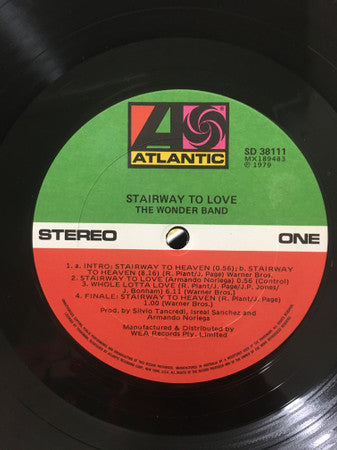 ATLANTIC
SD 38111
MX189483
℗ 1979
STAIRWAY TO LOVE
THE WONDER BAND
STEREO
ONE
1. a. INTRO: STAIRWAY TO HEAVEN (0.56); b. STAIRWAY
TO HEAVEN (8.16) (R. Plant/J. Page) Warner Bros.
2. STAIRWAY TO LOVE (Armando Noriega) 0.56 (Control)
3. WHOLE LOTTA LOVE (R. Plant/J. Page/J.P. Jones/
J. Bonham) 6.11 (Warner Bros.)
4. FINALE: STAIRWAY TO HEAVEN (R. Plant/J. Page)
1.00 (Warner Bros.)
Prod. by Silvio Tancredi, Isreal Sanchez and
Armando Noriega
Manufactured & Distributed by
WEA Records Pty. Limited